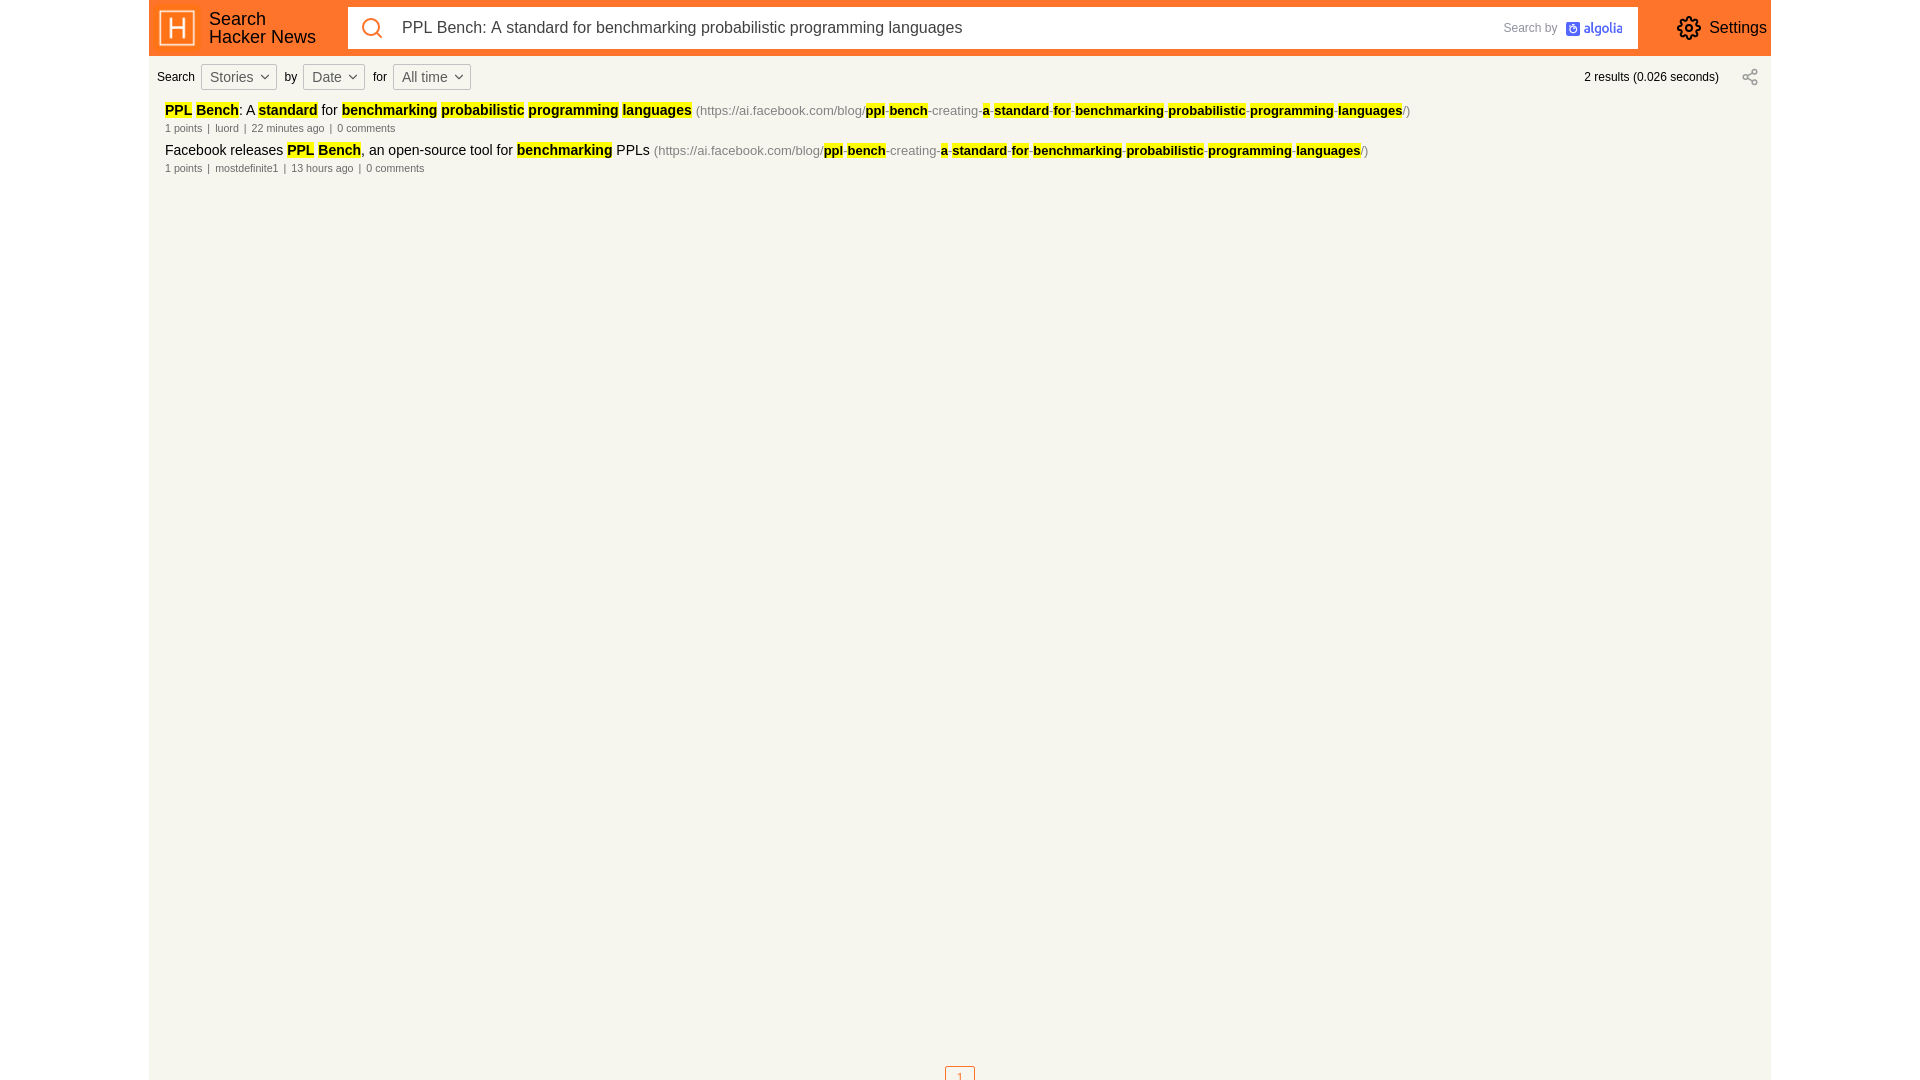 H Search
Hacker News
PPL Bench: A standard for benchmarking probabilistic programming languages
Search by algolia
Settings
Search Stories by Date for All time
2 results (0.026 seconds)
PPL Bench: A standard for benchmarking probabilistic programming languages (https://ai.facebook.com/blog/ppl-bench-creating-a-standard-for-benchmarking-probabilistic-programming-languages/)
1 points | luord | 22 minutes ago | 0 comments
Facebook releases PPL Bench, an open-source tool for benchmarking PPLs (https://ai.facebook.com/blog/ppl-bench-creating-a-standard-for-benchmarking-probabilistic-programming-languages/)
1 points | mostdefinite1 | 13 hours ago | 0 comments
1